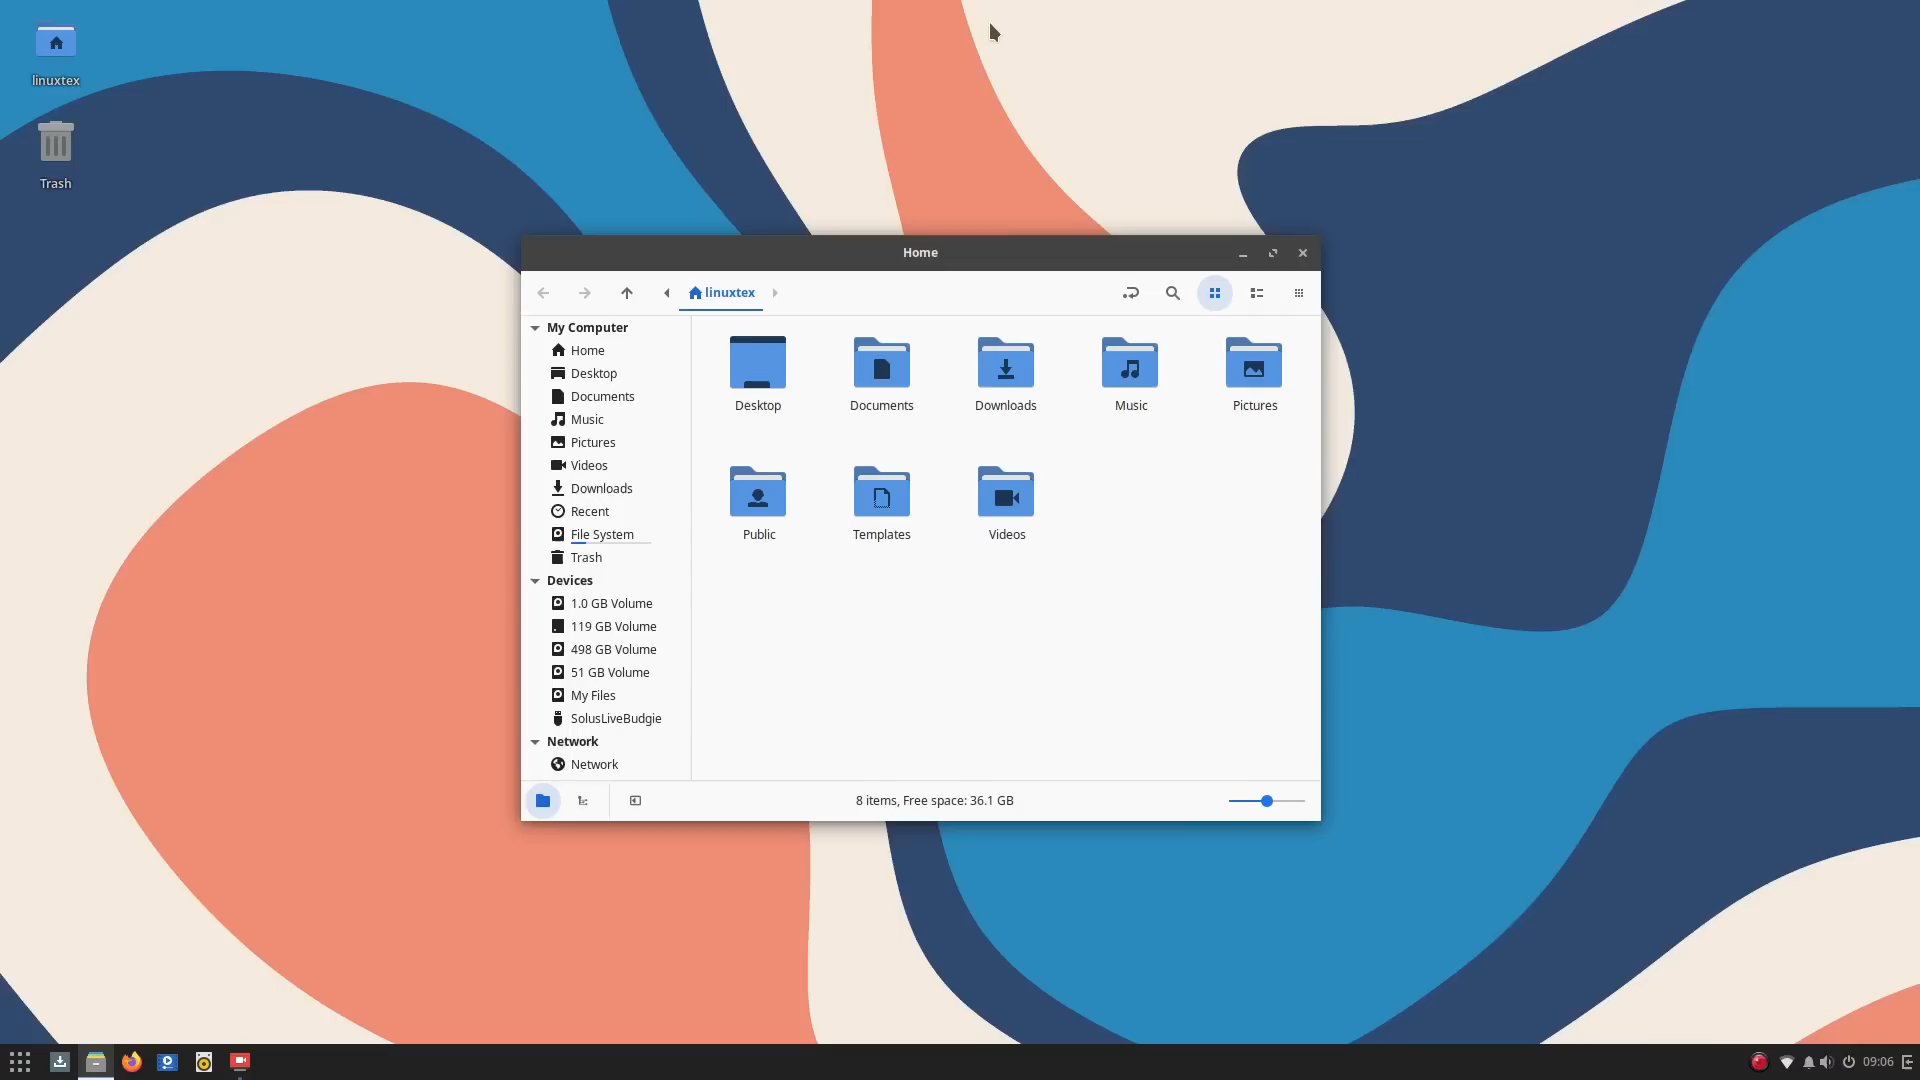 linuxtex
Trash
Home
linuxtex
My Computer
Home
Desktop
Documents
Music
Pictures
Videos
Downloads
Recent
File System
Trash
Devices
1.0 GB Volume
119 GB Volume
498 GB Volume
51 GB Volume
My Files
SolusLiveBudgie
Network
Network
Desktop
Documents
Downloads
Music
Pictures
Public
Templates
Videos
8 items, Free space: 36.1 GB
09:06